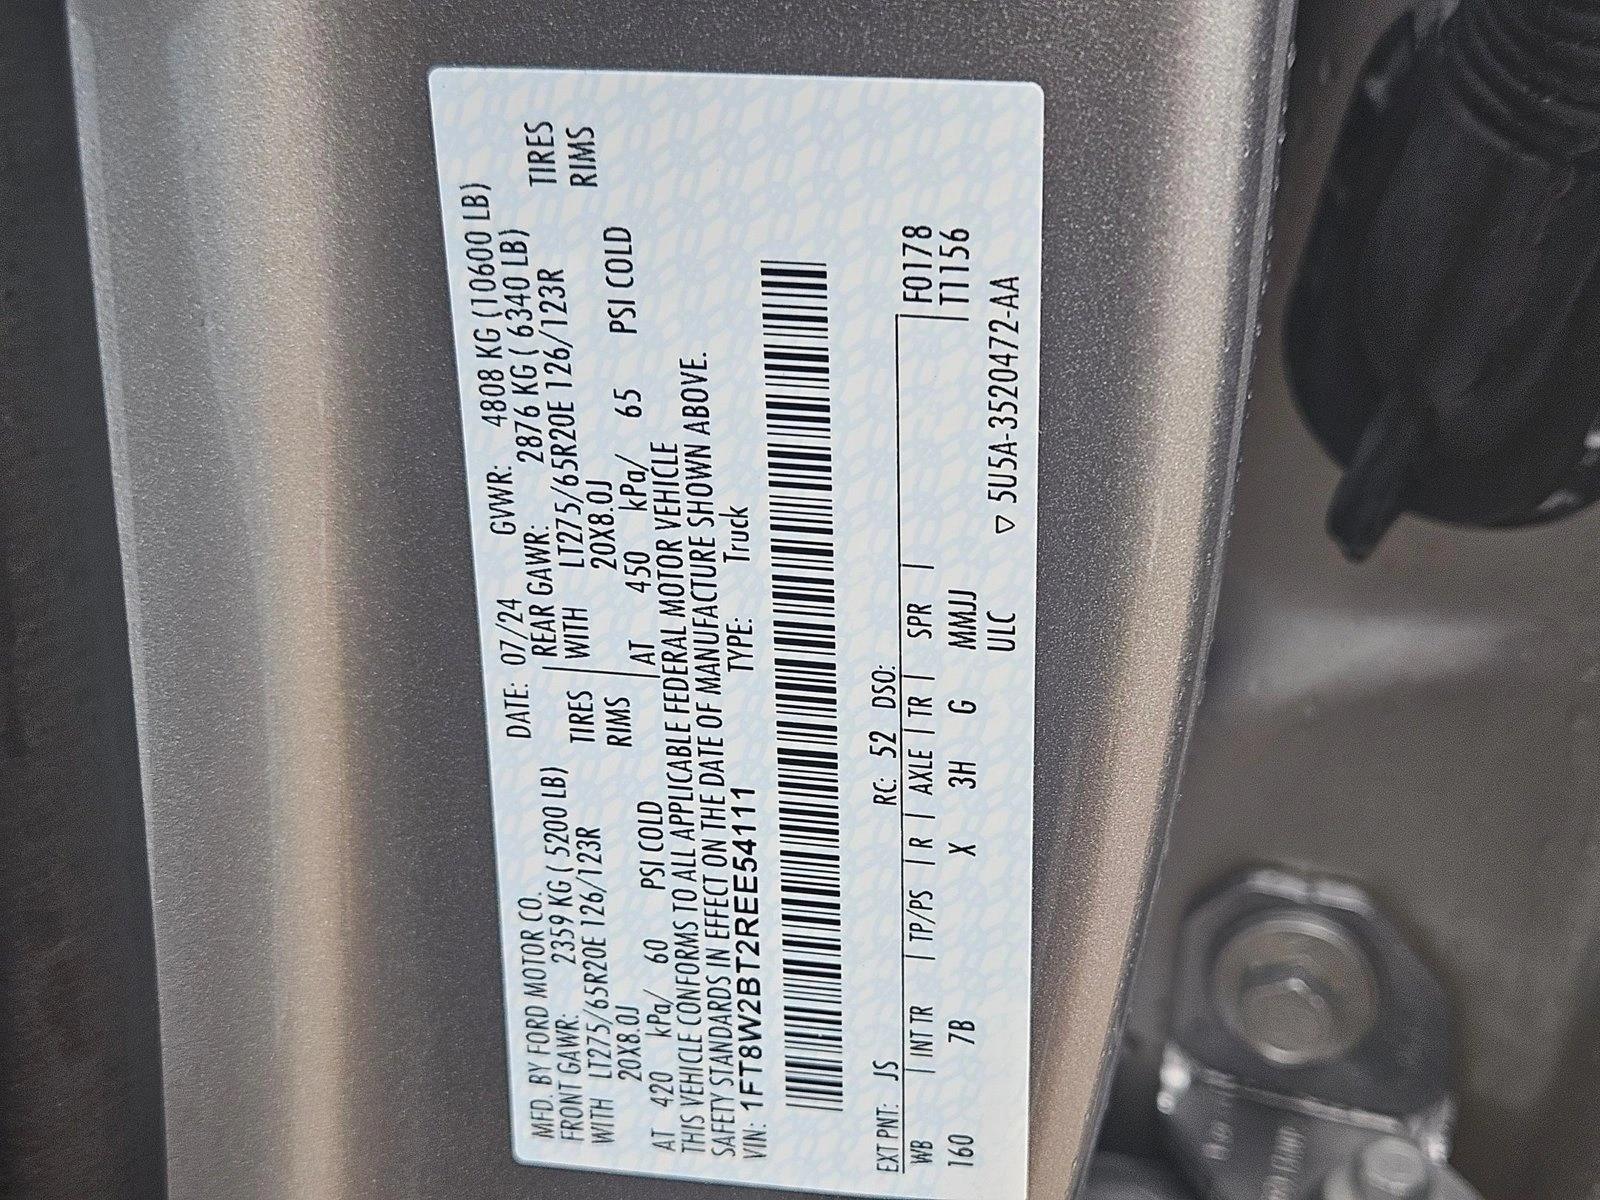 MFD. BY FORD MOTOR CO. DATE: 07/24 GVWR: 4808 KG (10600 LB)
FRONT GAWR: 2359 KG ( 5200 LB) REAR GAWR: 2876 KG ( 6340 LB)
WITH LT275/65R20E 126/123R TIRES WITH LT275/65R20E 126/123R TIRES
20X8.0J RIMS 20X8.0J RIMS
AT 420 kPa/ 60 PSI COLD AT 450 kPa/ 65 PSI COLD
THIS VEHICLE CONFORMS TO ALL APPLICABLE FEDERAL MOTOR VEHICLE
SAFETY STANDARDS IN EFFECT ON THE DATE OF MANUFACTURE SHOWN ABOVE.
VIN: 1FT8W2BT2REE54111 TYPE: Truck
EXT PNT: JS RC: 52 DSO:
WB | INT TR | TP/PS | R | AXLE | TR | SPR | F0178
160 7B X 3H G MMJJ T1156
ULC ▽ 5U5A-3520472-AA